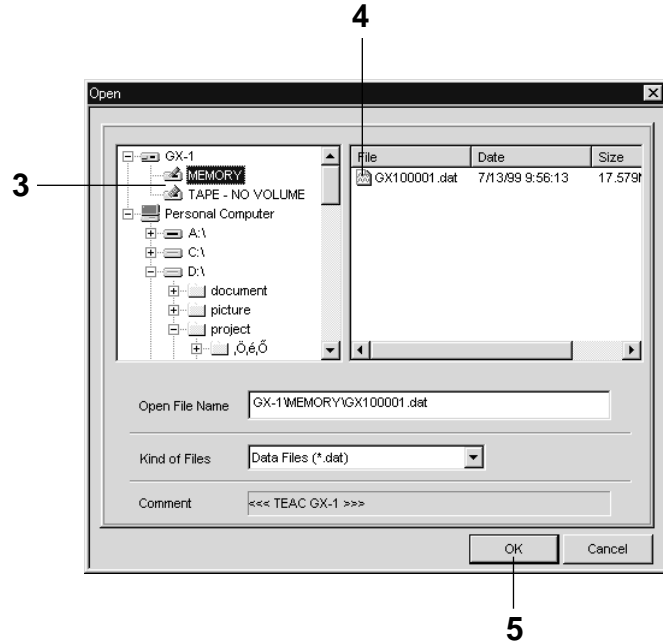 4
Open
GX-1
MEMORY
TAPE - NO VOLUME
Personal Computer
A:\
C:\
D:\
document
picture
project
‚Ö‚é‚Ő
File Date Size
GX100001.dat 7/13/99 9:56:13 17.579M
3
Open File Name GX-1\MEMORY\GX100001.dat
Kind of Files Data Files (*.dat)
Comment <<< TEAC GX-1 >>>
OK Cancel
5